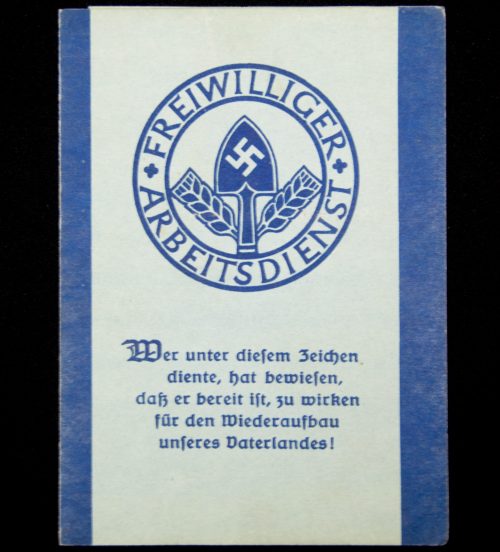 FREIWILLIGER
ARBEITSDIENST
Wer unter dieſem Zeichen
diente, hat bewieſen,
daß er bereit iſt, zu wirken
für den Wiederaufbau
unſeres Vaterlandes!